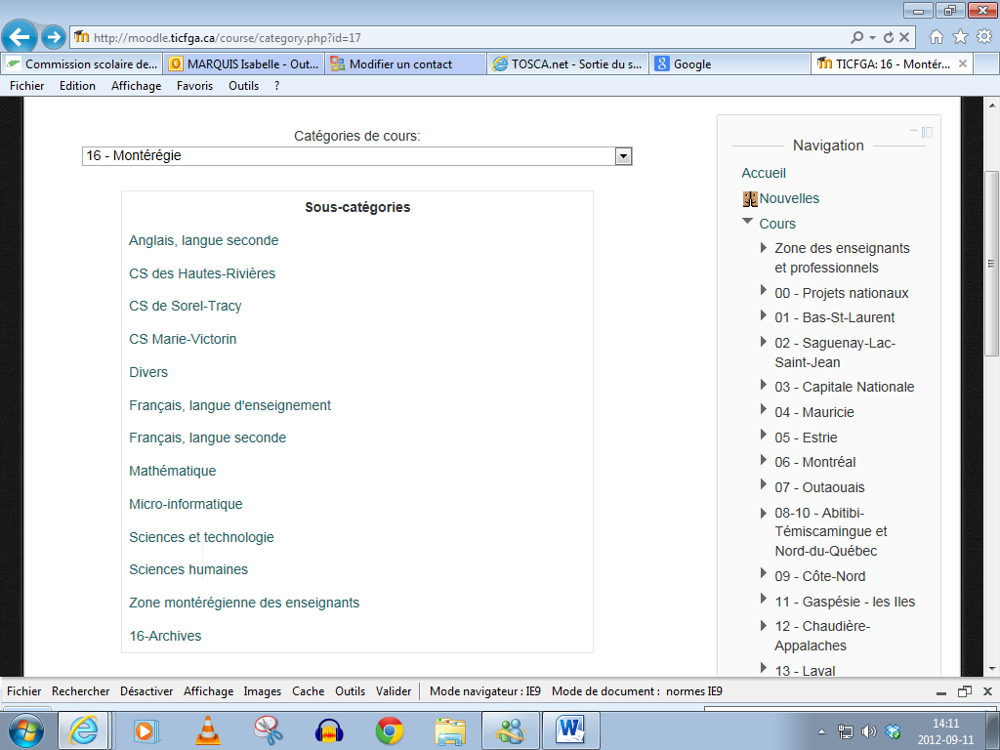 http://moodle.ticfga.ca/course/category.php?id=17
Commission scolaire de...
MARQUIS Isabelle - Out...
Modifier un contact
TOSCA.net - Sortie du s...
Google
TICFGA: 16 - Montér...
Fichier Edition Affichage Favoris Outils ?
Catégories de cours:
16 - Montérégie
Sous-catégories
Anglais, langue seconde
CS des Hautes-Rivières
CS de Sorel-Tracy
CS Marie-Victorin
Divers
Français, langue d'enseignement
Français, langue seconde
Mathématique
Micro-informatique
Sciences et technologie
Sciences humaines
Zone montérégienne des enseignants
16-Archives
Navigation
Accueil
Nouvelles
Cours
Zone des enseignants
et professionnels
00 - Projets nationaux
01 - Bas-St-Laurent
02 - Saguenay-Lac-
Saint-Jean
03 - Capitale Nationale
04 - Mauricie
05 - Estrie
06 - Montréal
07 - Outaouais
08-10 - Abitibi-
Témiscamingue et
Nord-du-Québec
09 - Côte-Nord
11 - Gaspésie - les Iles
12 - Chaudière-
Appalaches
13 - Laval
Fichier Rechercher Désactiver Affichage Images Cache Outils Valider Mode navigateur : IE9 Mode de document : normes IE9
14:11
2012-09-11